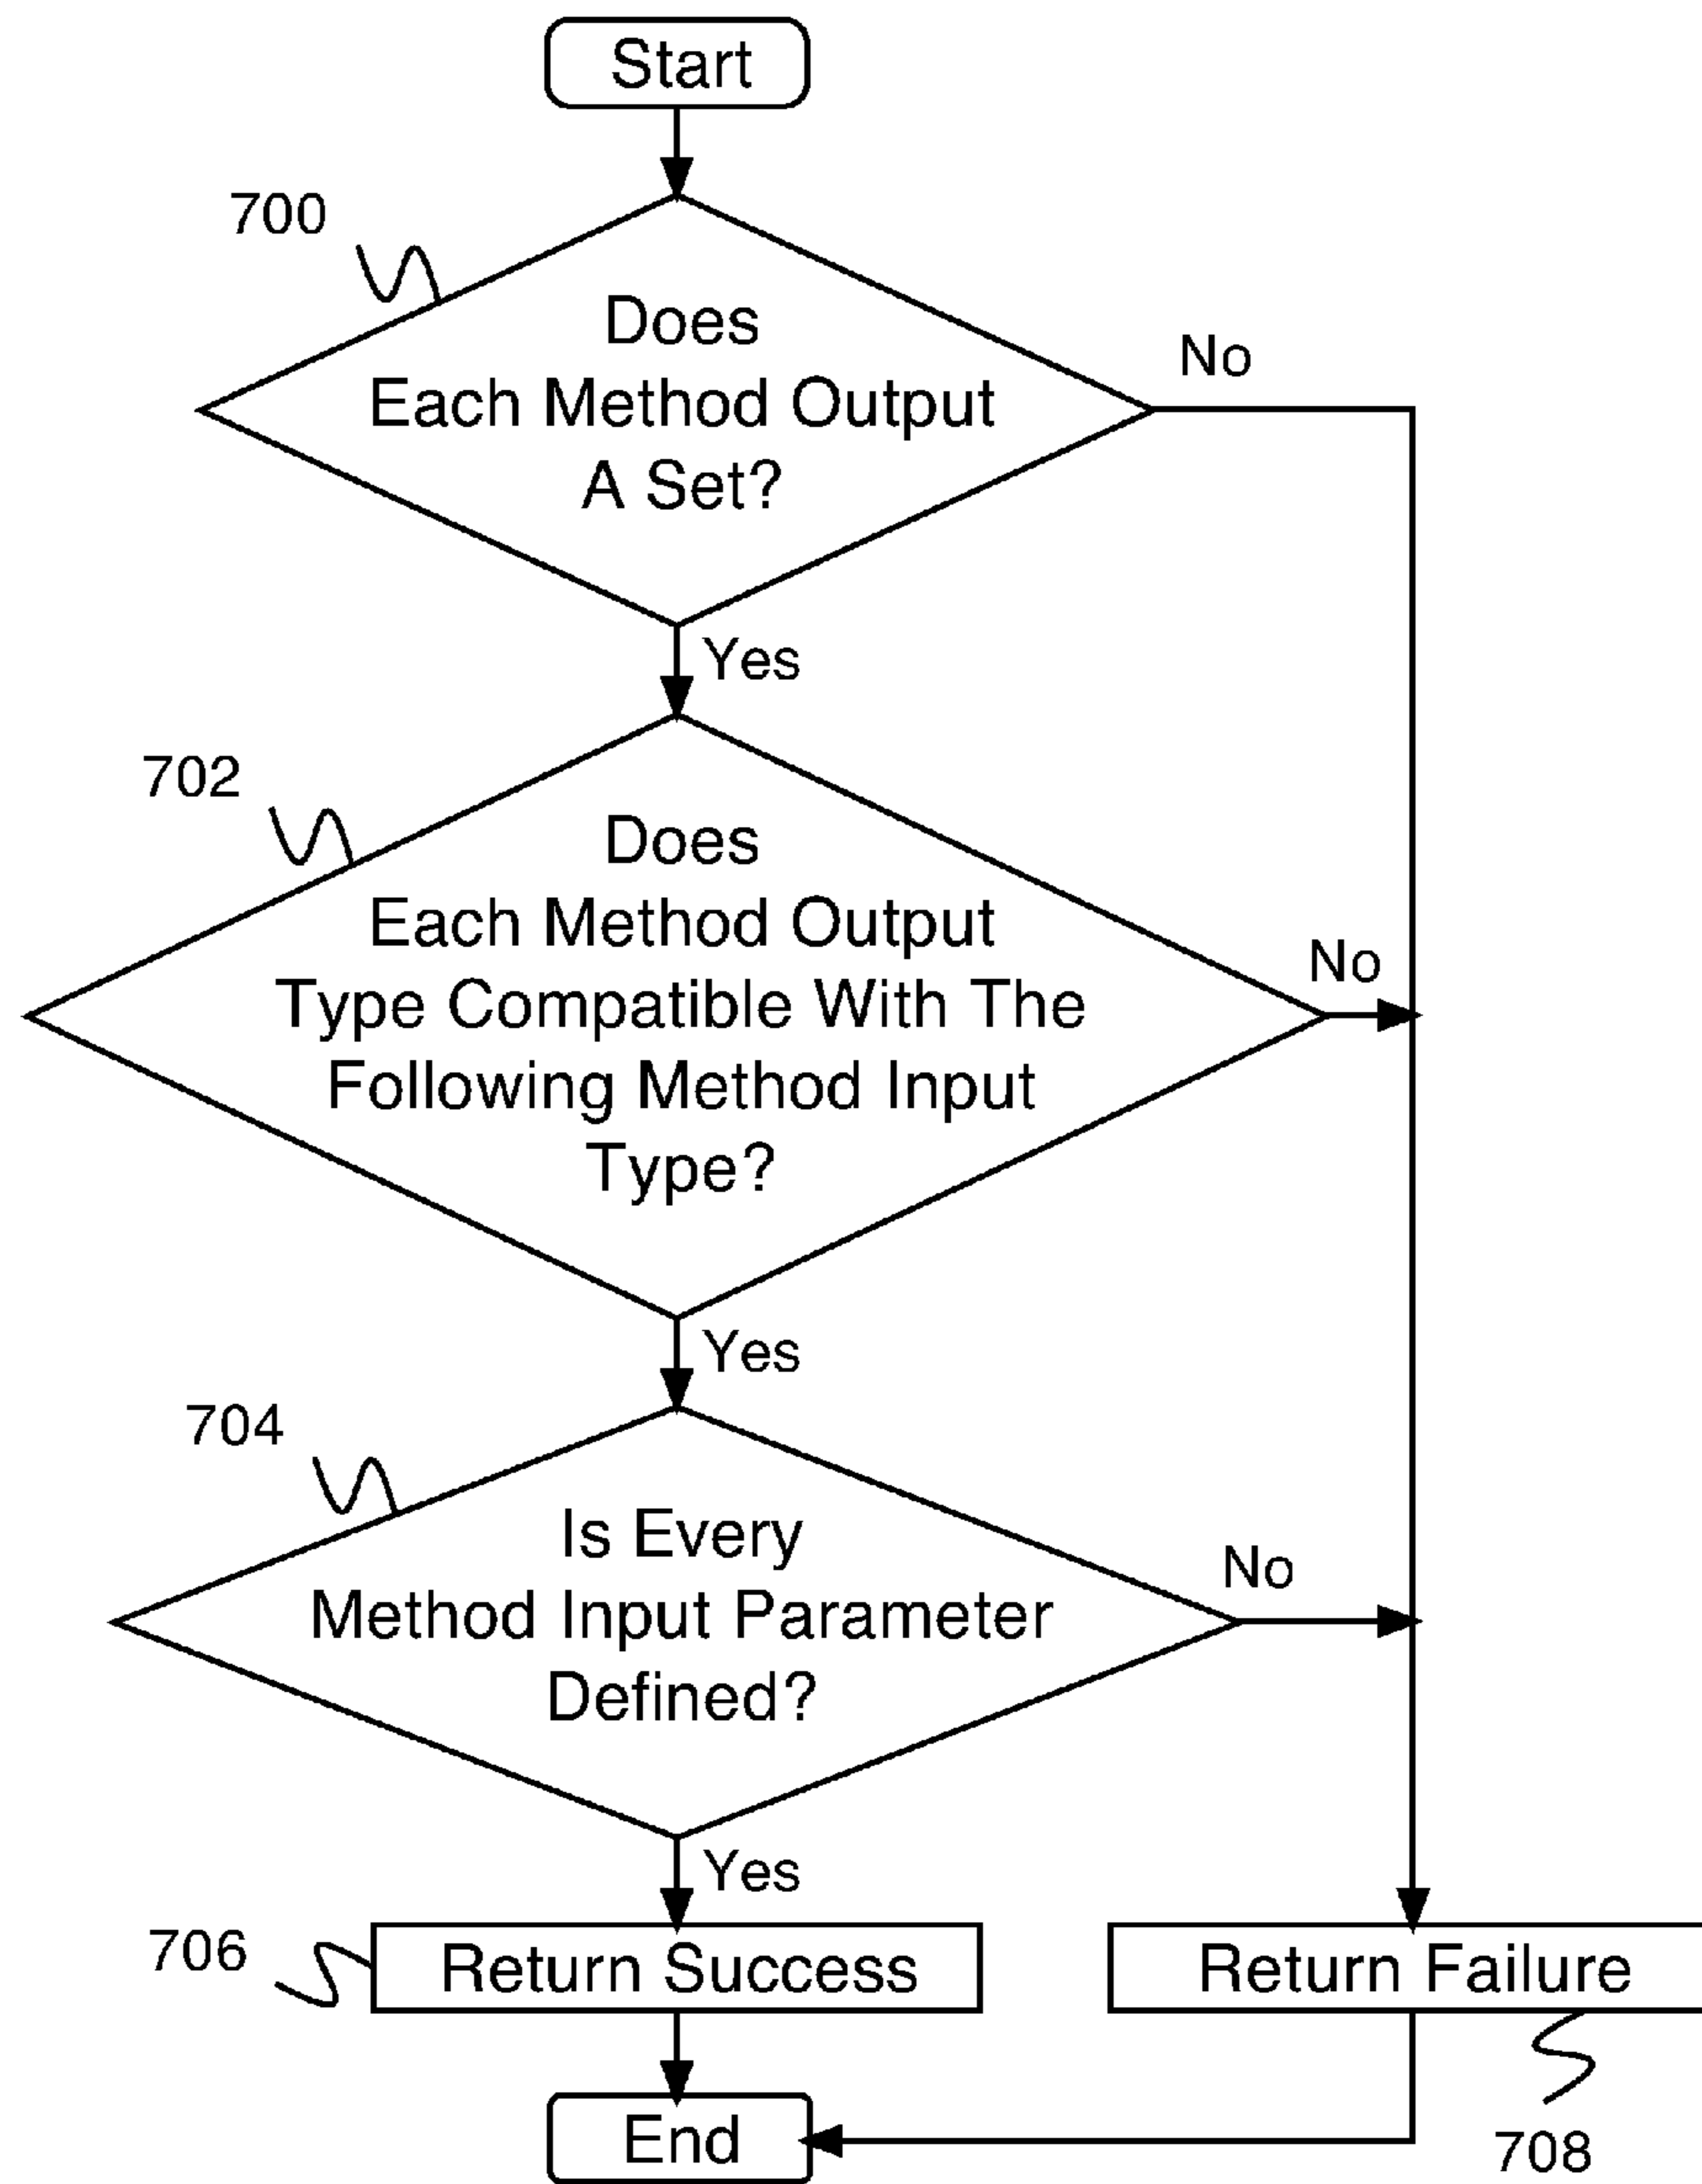 Start
700
Does
Each Method Output
A Set?
No
Yes
702
Does
Each Method Output
Type Compatible With The
Following Method Input
Type?
No
Yes
704
Is Every
Method Input Parameter
Defined?
No
Yes
706
Return Success
Return Failure
End
708